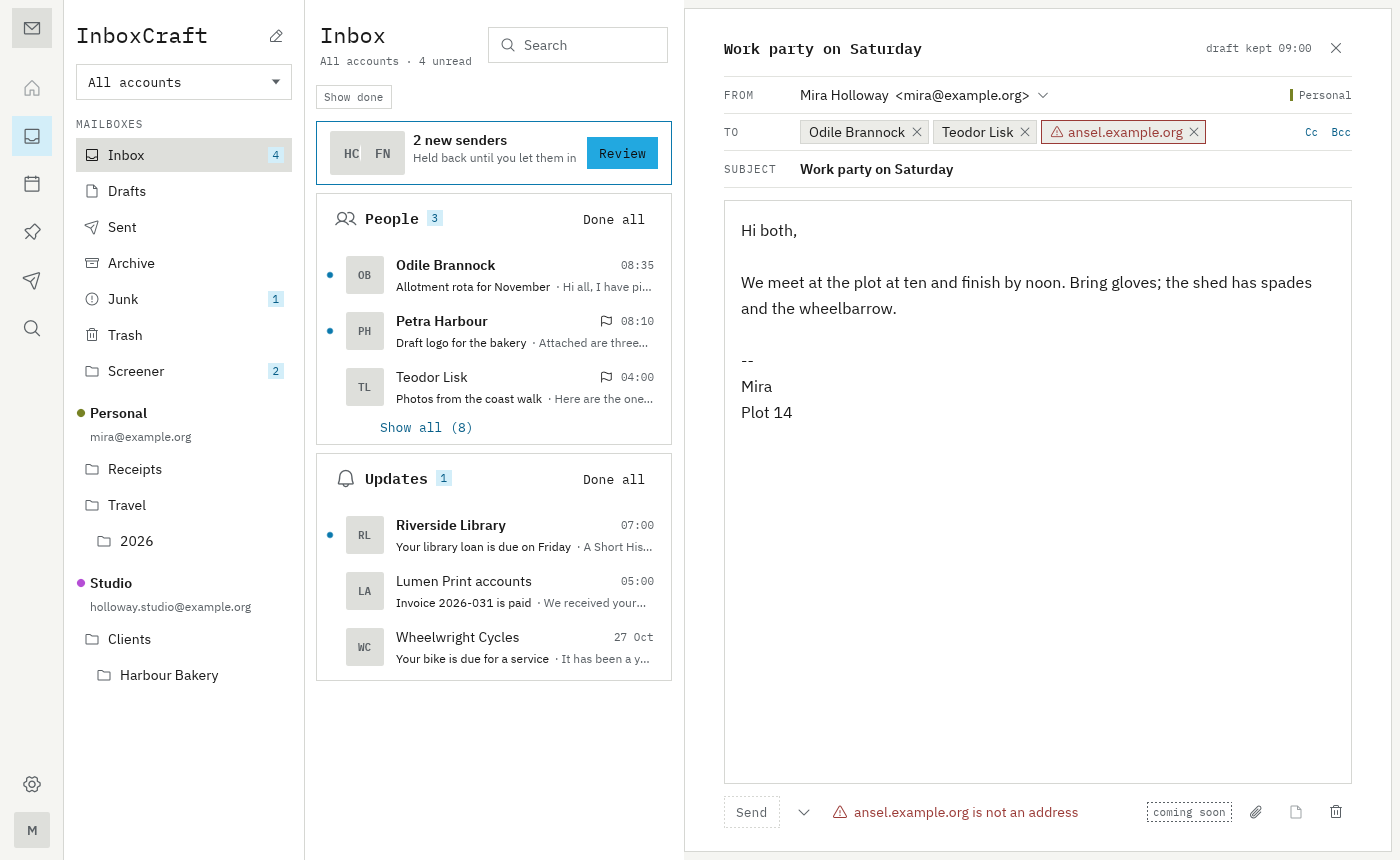 InboxCraft
All accounts
MAILBOXES
Inbox 4
Drafts
Sent
Archive
Junk 1
Trash
Screener 2
Personal
mira@example.org
Receipts
Travel
2026
Studio
holloway.studio@example.org
Clients
Harbour Bakery
M
Inbox
All accounts · 4 unread
Search
Show done
HC FN
2 new senders
Held back until you let them in
Review
People 3 Done all
OB Odile Brannock 08:35
Allotment rota for November · Hi all, I have pi…
PH Petra Harbour 08:10
Draft logo for the bakery · Attached are three…
TL Teodor Lisk 04:00
Photos from the coast walk · Here are the one…
Show all (8)
Updates 1 Done all
RL Riverside Library 07:00
Your library loan is due on Friday · A Short His…
LA Lumen Print accounts 05:00
Invoice 2026-031 is paid · We received your…
WC Wheelwright Cycles 27 Oct
Your bike is due for a service · It has been a y…
Work party on Saturday draft kept 09:00
FROM Mira Holloway <mira@example.org> Personal
TO Odile Brannock Teodor Lisk ansel.example.org Cc Bcc
SUBJECT Work party on Saturday
Hi both,
We meet at the plot at ten and finish by noon. Bring gloves; the shed has spades
and the wheelbarrow.
--
Mira
Plot 14
Send ansel.example.org is not an address coming soon